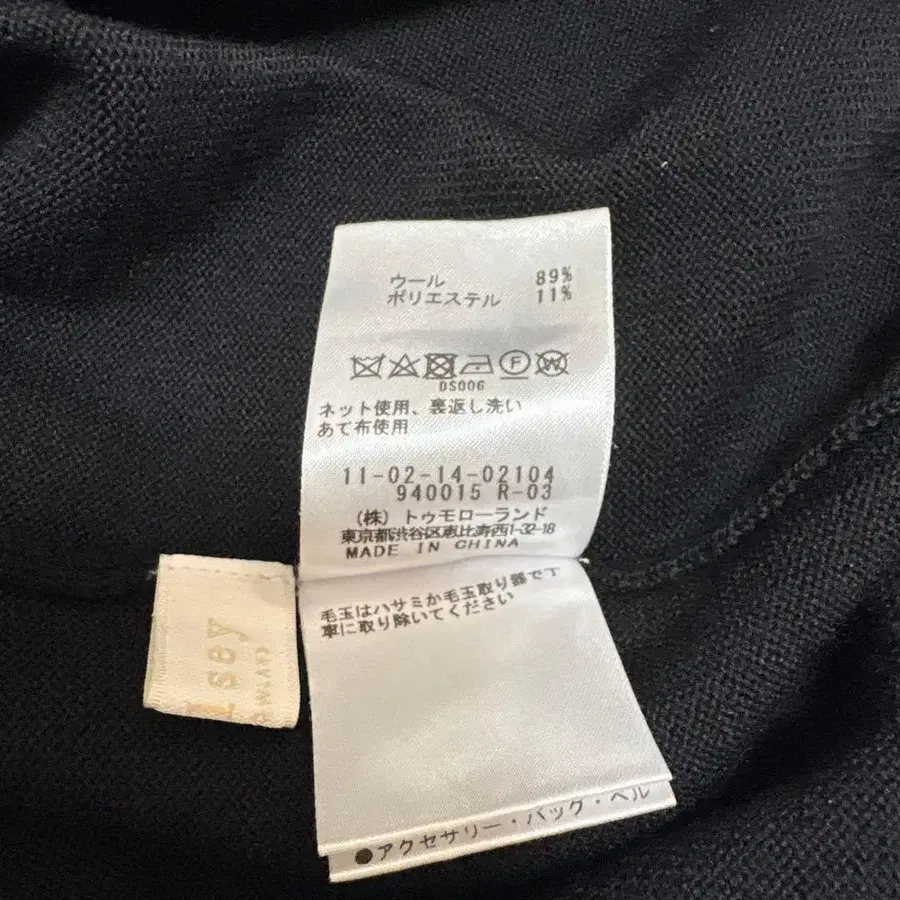 ウール 89%
ポリエステル 11%
F W
DS006
ネット使用、裏返し洗い
あて布使用
11-02-14-02104
940015 R-03
(株) トゥモローランド
東京都渋谷区恵比寿西1-32-18
MADE IN CHINA
毛玉はハサミか毛玉取り器で丁
寧に取り除いてください
●アクセサリー・バッグ・ベル
sey